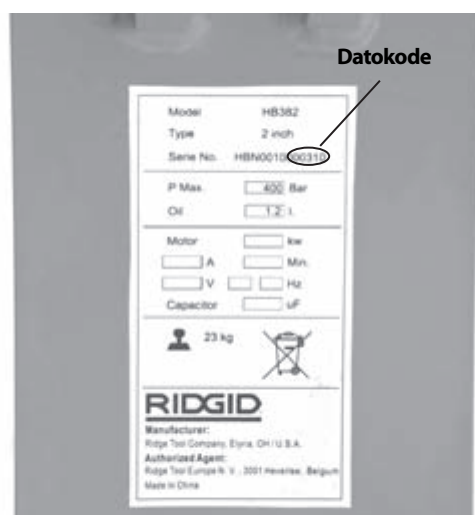 Datokode
Model HB382
Type 2 inch
Serie No. HBN0010 00310
P Max. 400 Bar
Oil 1.2 l.
Motor kw
A Min.
V Hz
Capacitor uF
23 kg
RIDGID
Manufacturer:
Ridge Tool Company, Elyria, OH / U.S.A.
Authorized Agent:
Ridge Tool Europe N. V., 3001 Heverlee, Belgium
Made in China